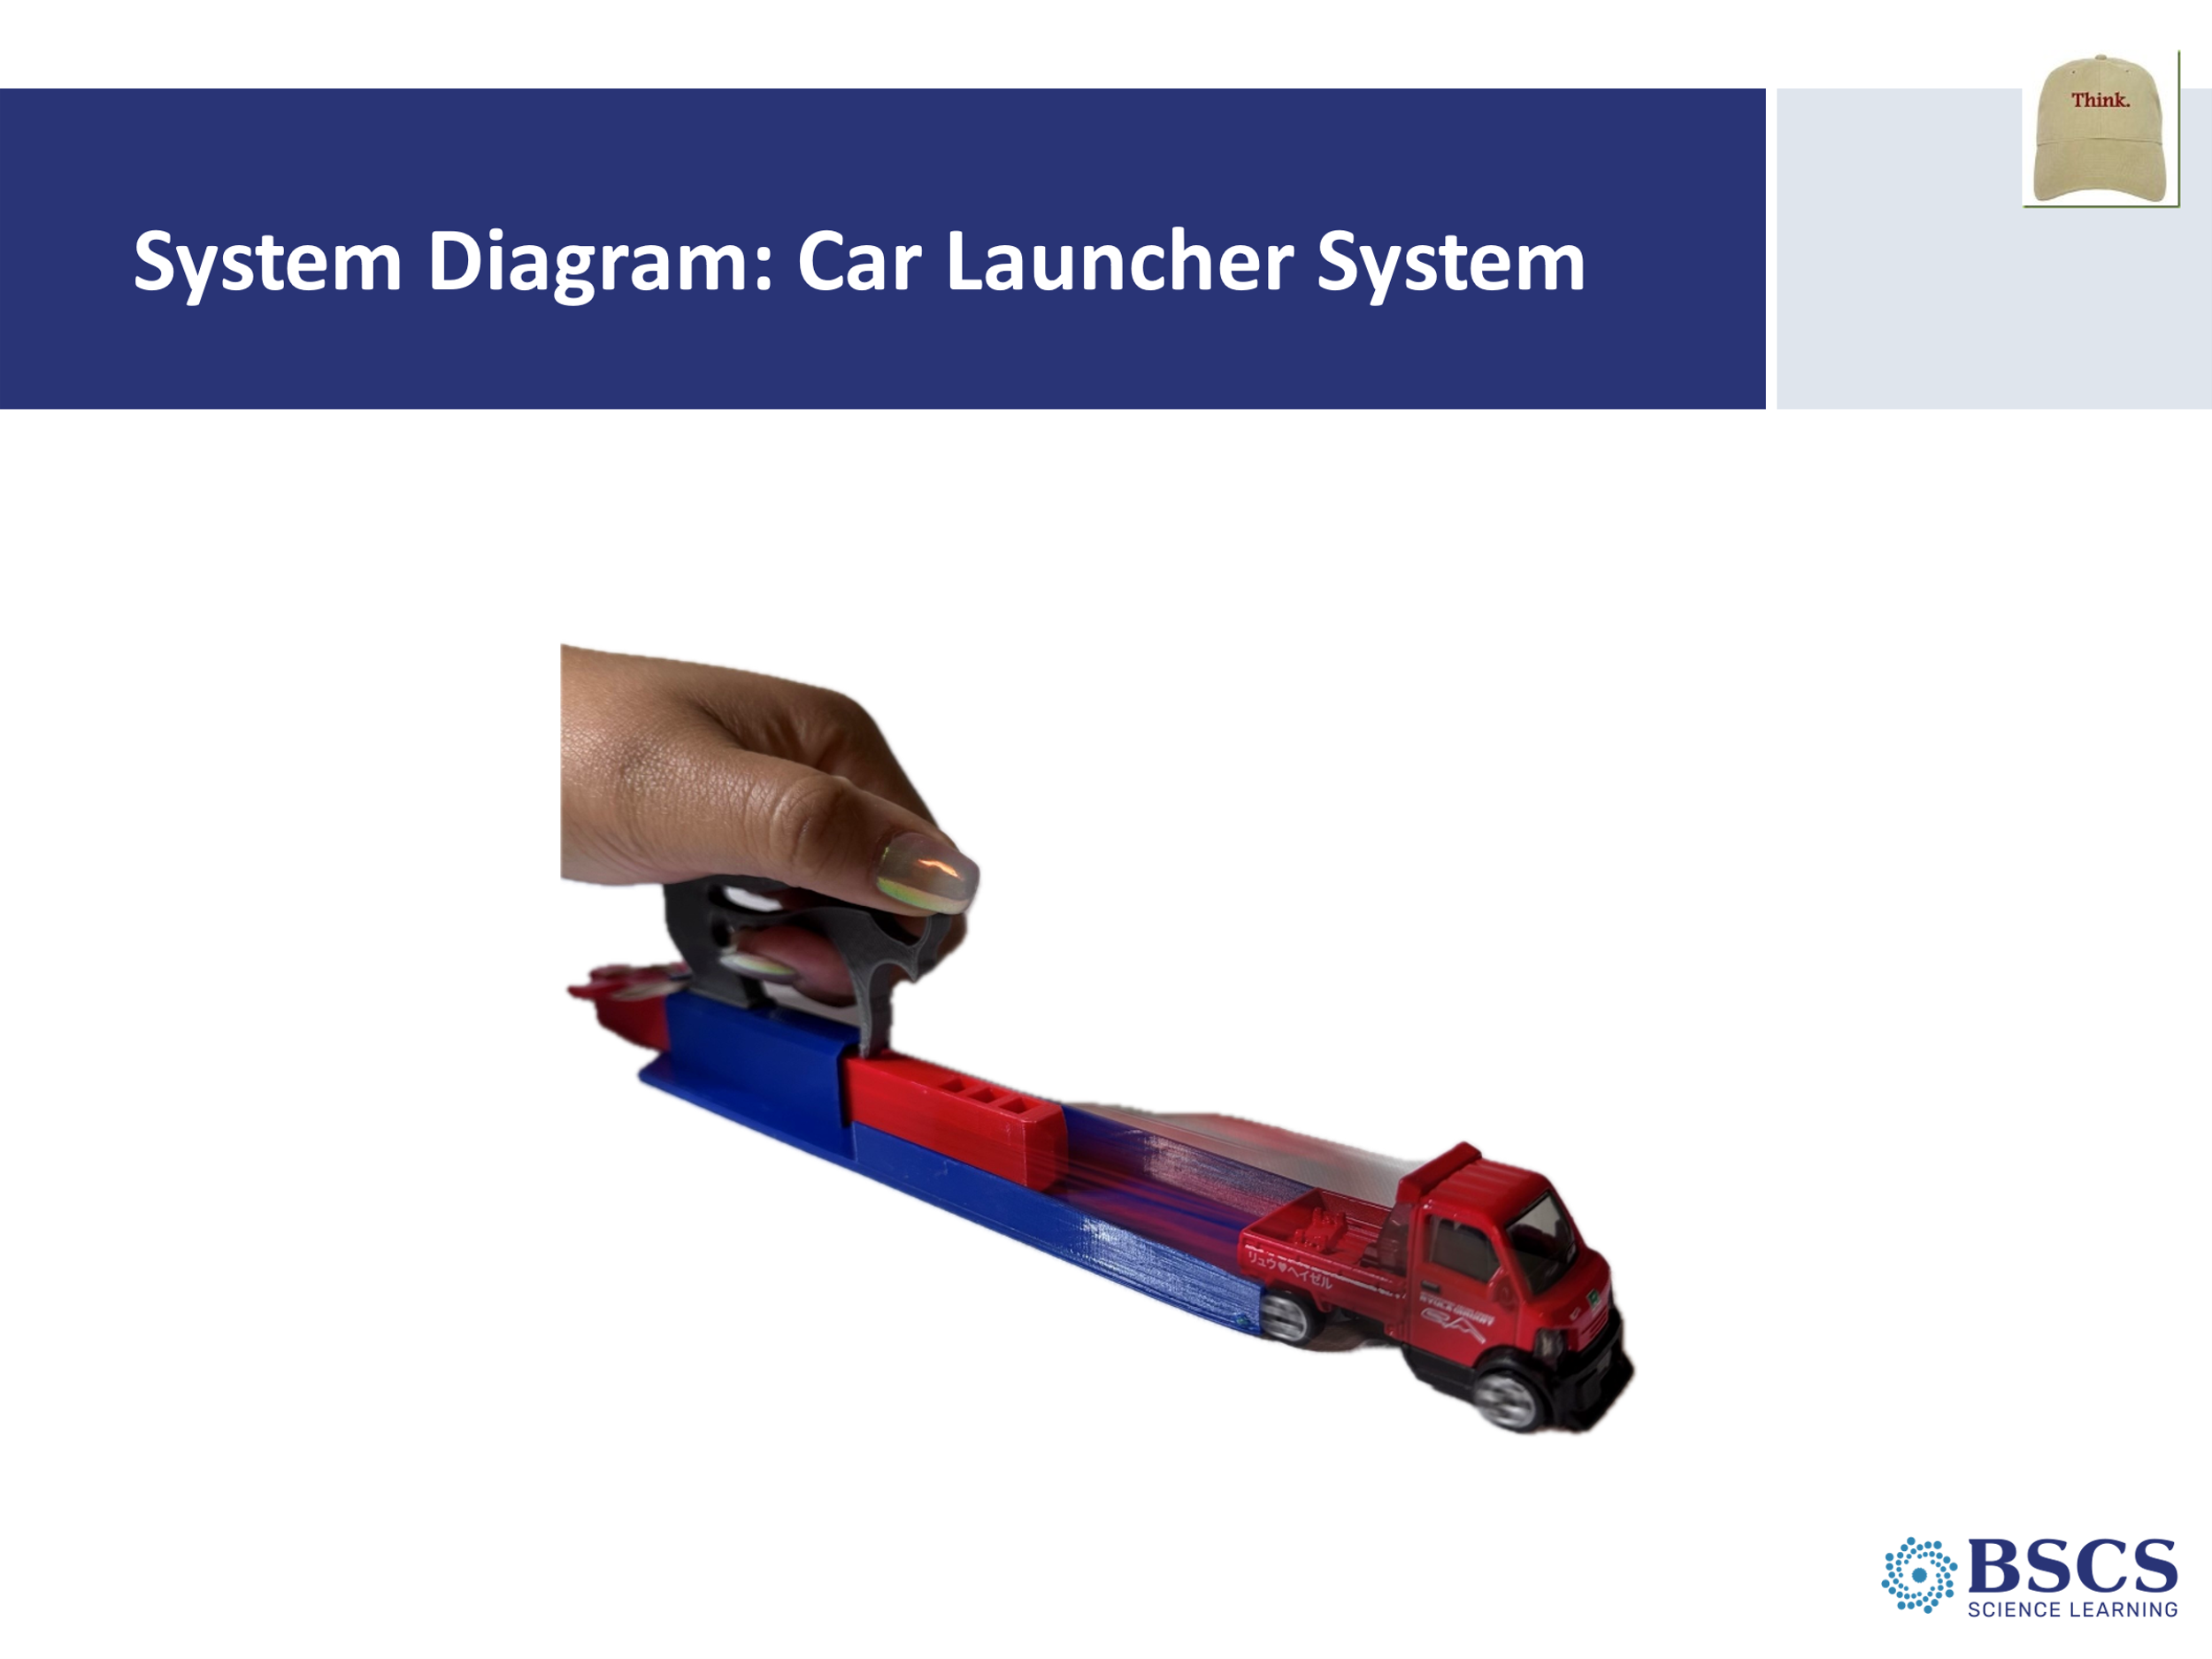 Think.
System Diagram: Car Launcher System
リュウ♥ヘイゼル
BSCS
SCIENCE LEARNING